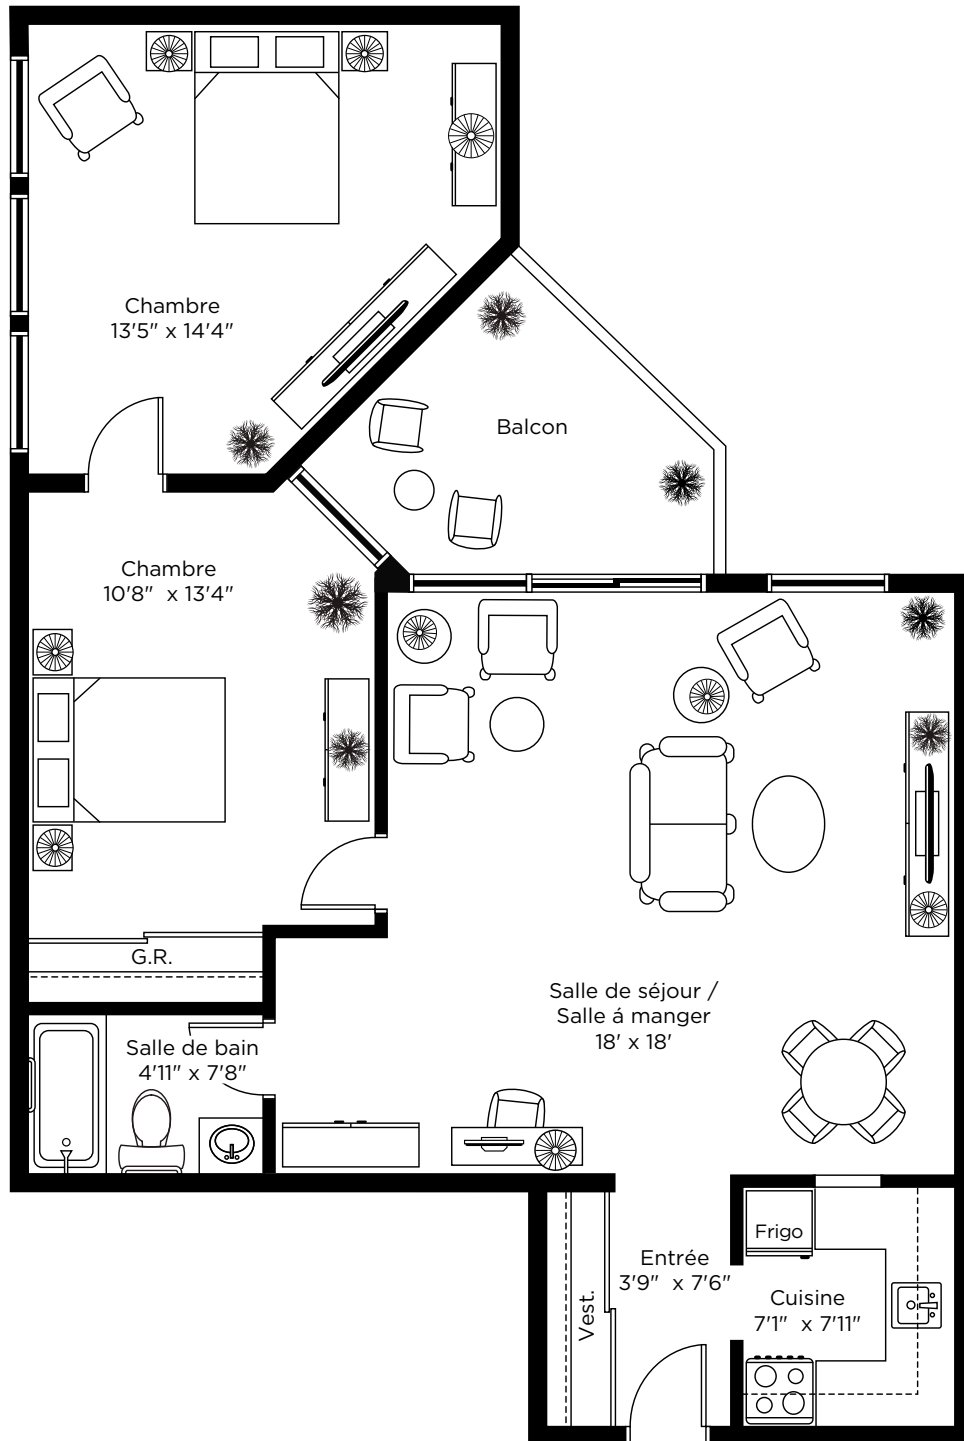 Chambre
13'5" x 14'4"
Balcon
Chambre
10'8" x 13'4"
G.R.
Salle de séjour /
Salle á manger
18' x 18'
Salle de bain
4'11" x 7'8"
Frigo
Entrée
3'9" x 7'6"
Vest.
Cuisine
7'1" x 7'11"